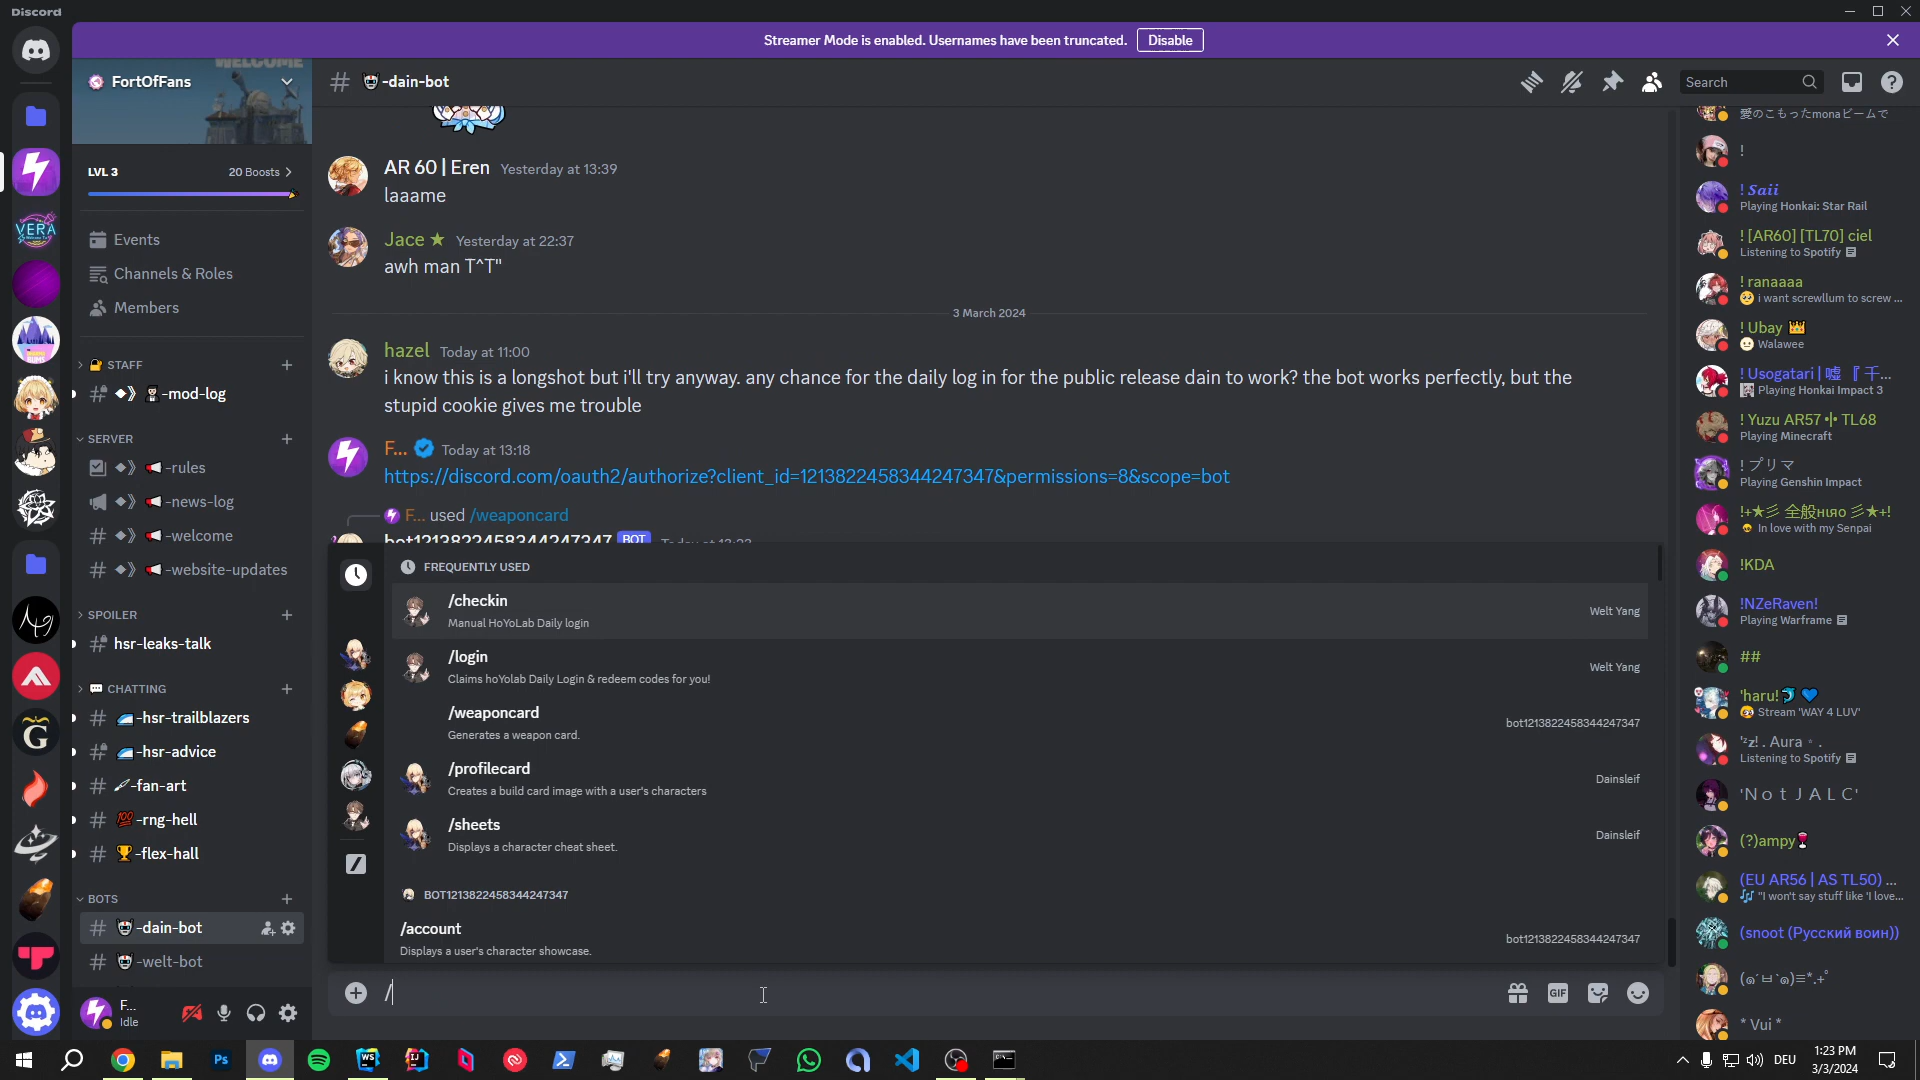 Discord
Streamer Mode is enabled. Usernames have been truncated.
Disable
FortOfFans
WELCOME
LVL 3
20 Boosts
Events
Channels & Roles
Members
STAFF
-mod-log
SERVER
-rules
-news-log
-welcome
-website-updates
SPOILER
hsr-leaks-talk
CHATTING
-hsr-trailblazers
-hsr-advice
-fan-art
-rng-hell
-flex-hall
BOTS
-dain-bot
-welt-bot
F...
Idle
-dain-bot
Search
AR 60 | Eren Yesterday at 13:39
laaame
Jace ★ Yesterday at 22:37
awh man T^T"
3 March 2024
hazel Today at 11:00
i know this is a longshot but i'll try anyway. any chance for the daily log in for the public release dain to work? the bot works perfectly, but the
stupid cookie gives me trouble
F... Today at 13:18
https://discord.com/oauth2/authorize?client_id=1213822458344247347&permissions=8&scope=bot
F... used /weaponcard
bot1213822458344247347 BOT Today at 13:23
FREQUENTLY USED
/checkin
Manual HoYoLab Daily login
Welt Yang
/login
Claims hoYolab Daily Login & redeem codes for you!
Welt Yang
/weaponcard
Generates a weapon card.
bot1213822458344247347
/profilecard
Creates a build card image with a user's characters
Dainsleif
/sheets
Displays a character cheat sheet.
Dainsleif
BOT1213822458344247347
/account
Displays a user's character showcase.
bot1213822458344247347
/
GIF
愛のこもったmonaビームで
!
! Saii
Playing Honkai: Star Rail
! [AR60] [TL70] ciel
Listening to Spotify
! ranaaaa
i want screwllum to screw ...
! Ubay 👑
Walawee
! Usogatari | 嘘 『 千...
Playing Honkai Impact 3
! Yuzu AR57 •|• TL68
Playing Minecraft
! プリマ
Playing Genshin Impact
!+★彡 全般нιяo 彡★+!
In love with my Senpai
!KDA
!NZeRaven!
Playing Warframe
##
'haru!🐬 💙
Stream 'WAY 4 LUV'
'ᶻz! . Aura ◦ .
Listening to Spotify
' N o t J A L C '
(?)ampy🍷
(EU AR56 | AS TL50) ...
"I won't say stuff like 'I love...
(snoot (Русский воин))
* Vui *
VERA
Ps
WS
DEU
1:23 PM
3/3/2024